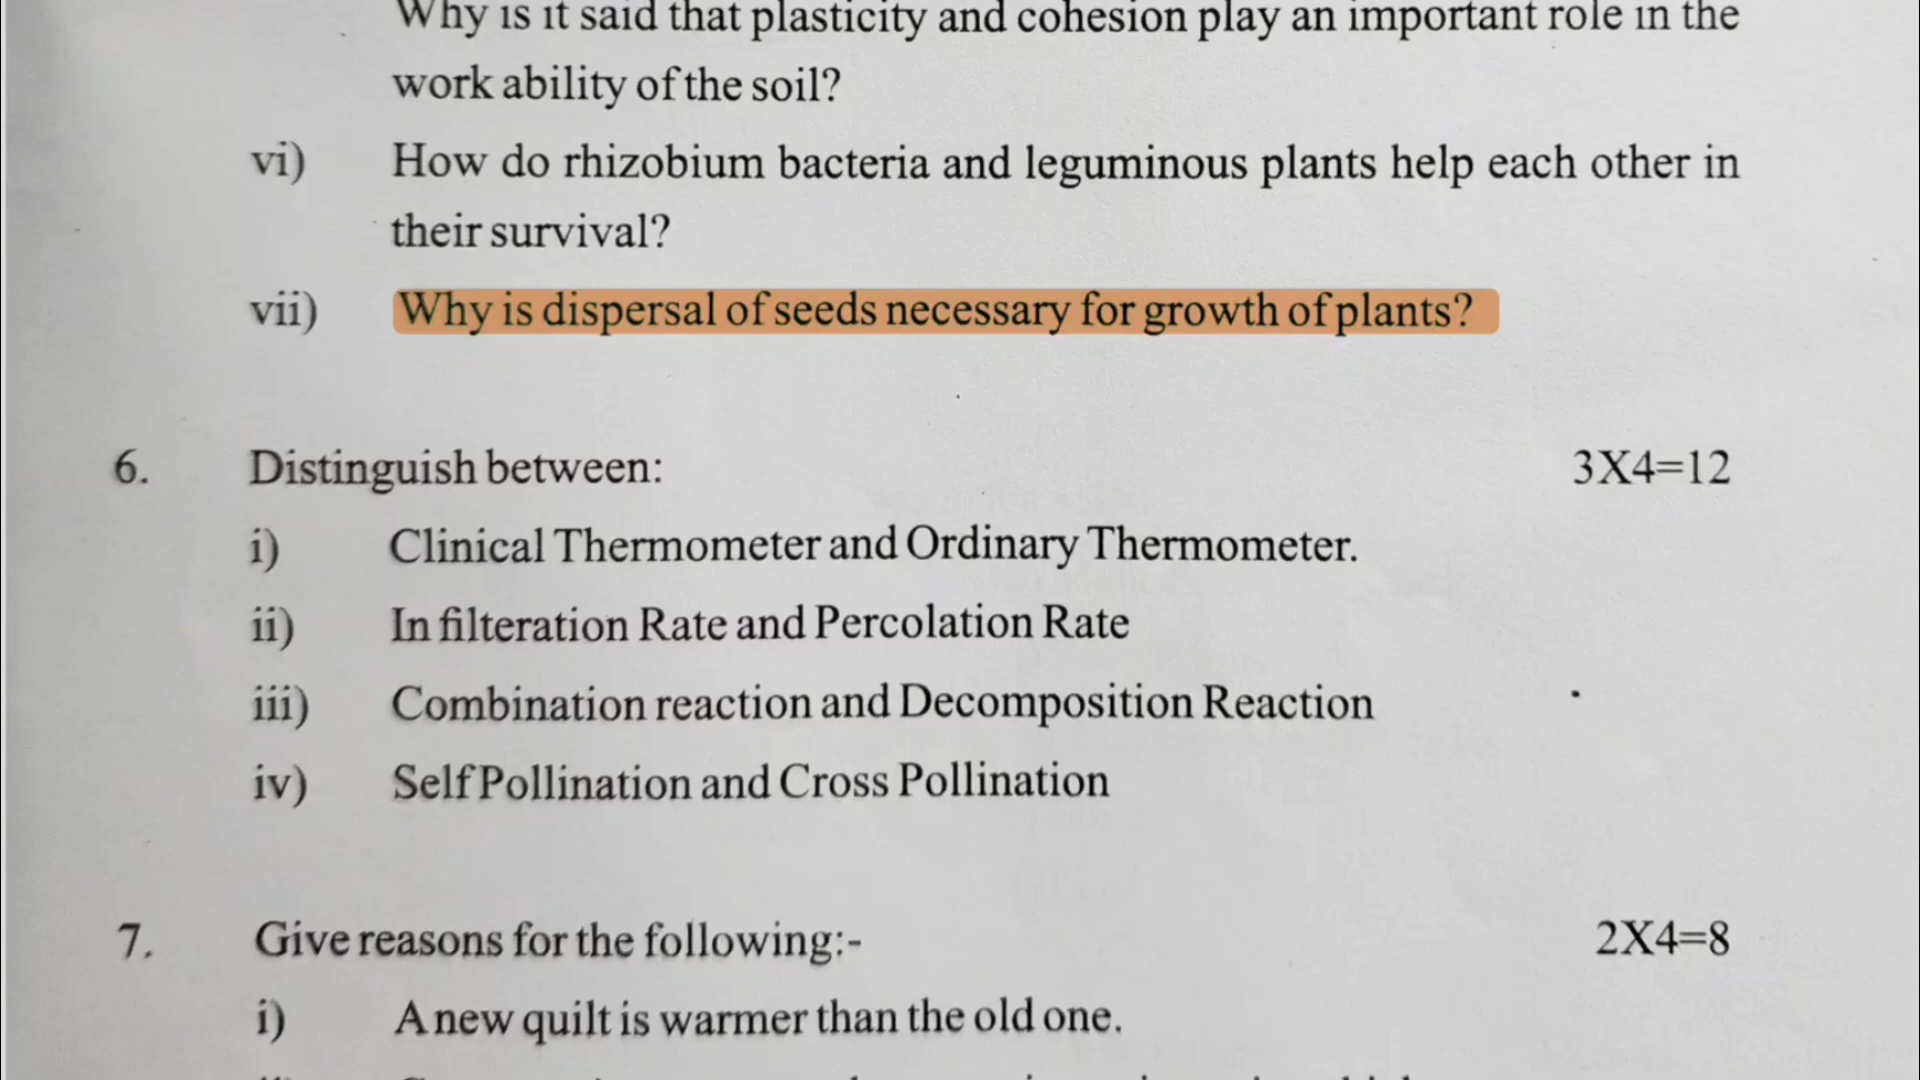 Why is it said that plasticity and cohesion play an important role in the
work ability of the soil?
vi) How do rhizobium bacteria and leguminous plants help each other in
their survival?
vii) Why is dispersal of seeds necessary for growth of plants?
6. Distinguish between: 3X4=12
i) Clinical Thermometer and Ordinary Thermometer.
ii) In filteration Rate and Percolation Rate
iii) Combination reaction and Decomposition Reaction
iv) Self Pollination and Cross Pollination
7. Give reasons for the following:- 2X4=8
i) A new quilt is warmer than the old one.